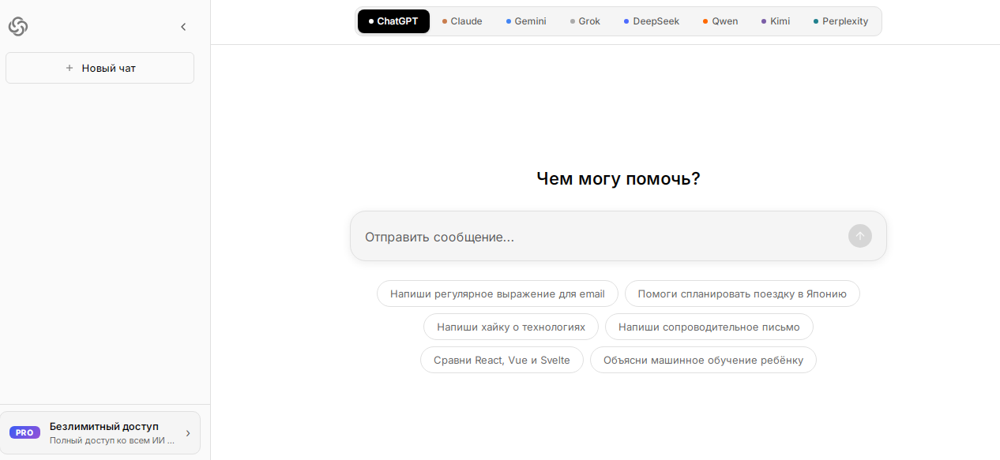 ChatGPT Claude Gemini Grok DeepSeek Qwen Kimi Perplexity
+ Новый чат
Чем могу помочь?
Отправить сообщение...
Напиши регулярное выражение для email Помоги спланировать поездку в Японию
Напиши хайку о технологиях Напиши сопроводительное письмо
Сравни React, Vue и Svelte Объясни машинное обучение ребёнку
PRO Безлимитный доступ
Полный доступ ко всем ИИ ...